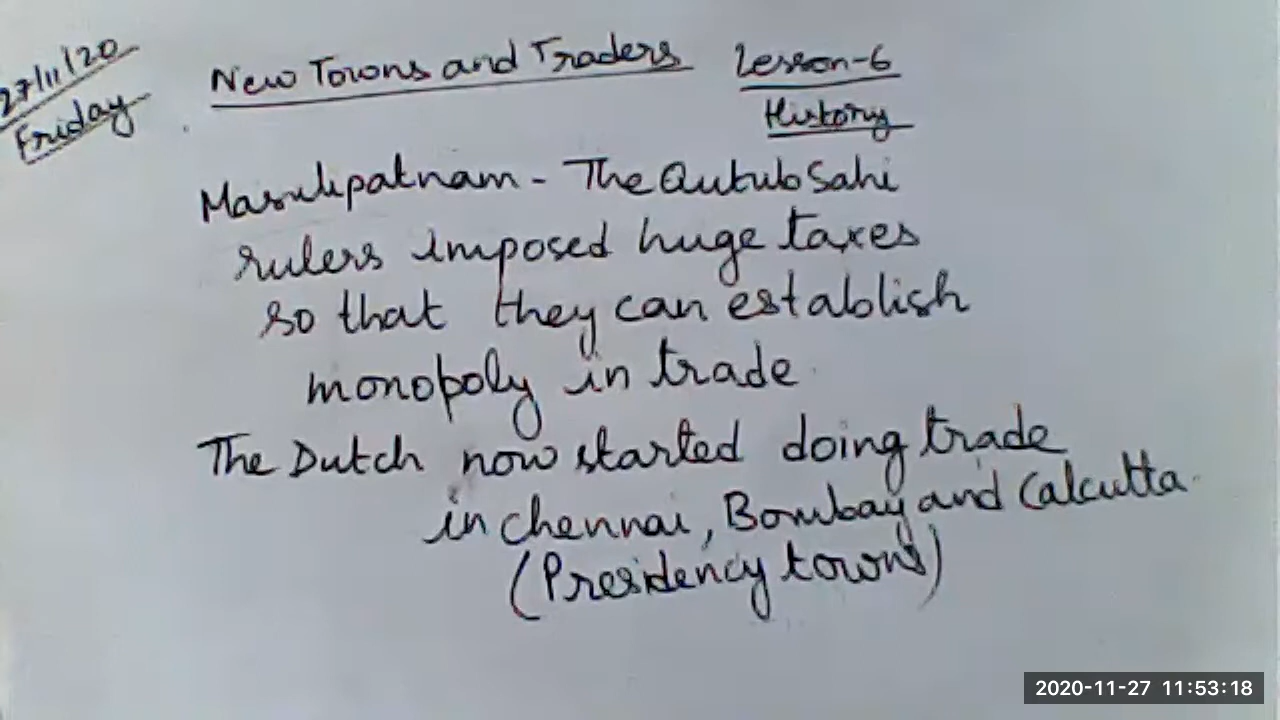 27/11/20
Friday
New Towns and Traders
Lesson-6
History
Masulipatnam - The Qutub Sahi
rulers imposed huge taxes
so that they can establish
monopoly in trade.
The Dutch now started doing trade
in Chennai, Bombay and Calcutta.
(Presidency towns)
2020-11-27 11:53:18